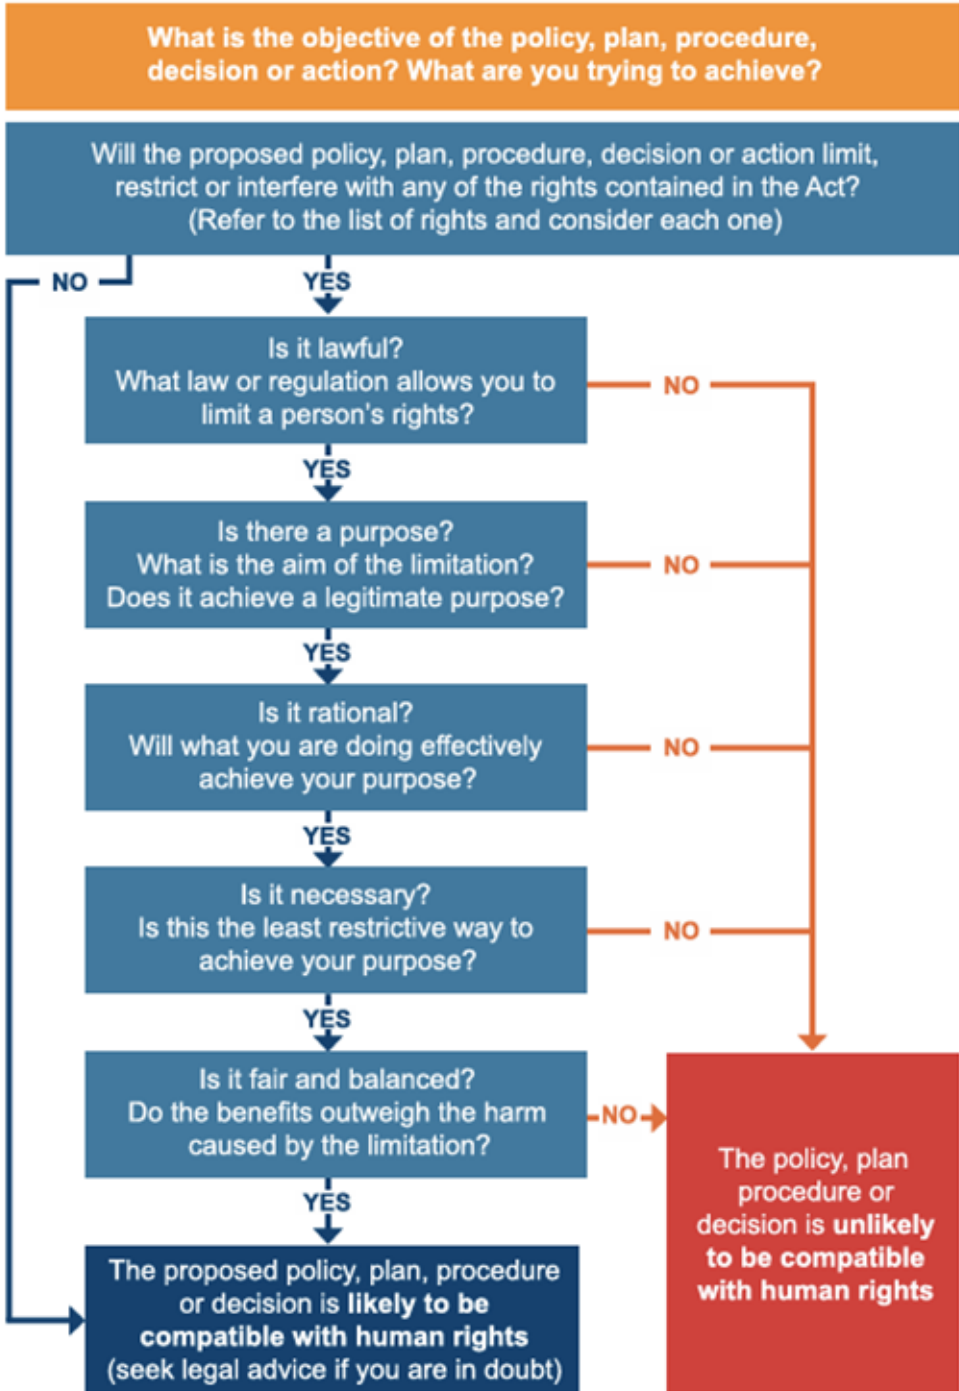 What is the objective of the policy, plan, procedure,
decision or action? What are you trying to achieve?
Will the proposed policy, plan, procedure, decision or action limit,
restrict or interfere with any of the rights contained in the Act?
(Refer to the list of rights and consider each one)
NO
YES
Is it lawful?
What law or regulation allows you to
limit a person's rights?
NO
YES
Is there a purpose?
What is the aim of the limitation?
Does it achieve a legitimate purpose?
NO
YES
Is it rational?
Will what you are doing effectively
achieve your purpose?
NO
YES
Is it necessary?
Is this the least restrictive way to
achieve your purpose?
NO
YES
Is it fair and balanced?
Do the benefits outweigh the harm
caused by the limitation?
NO
YES
The policy, plan
procedure or
decision is unlikely
to be compatible
with human rights
The proposed policy, plan, procedure
or decision is likely to be
compatible with human rights
(seek legal advice if you are in doubt)